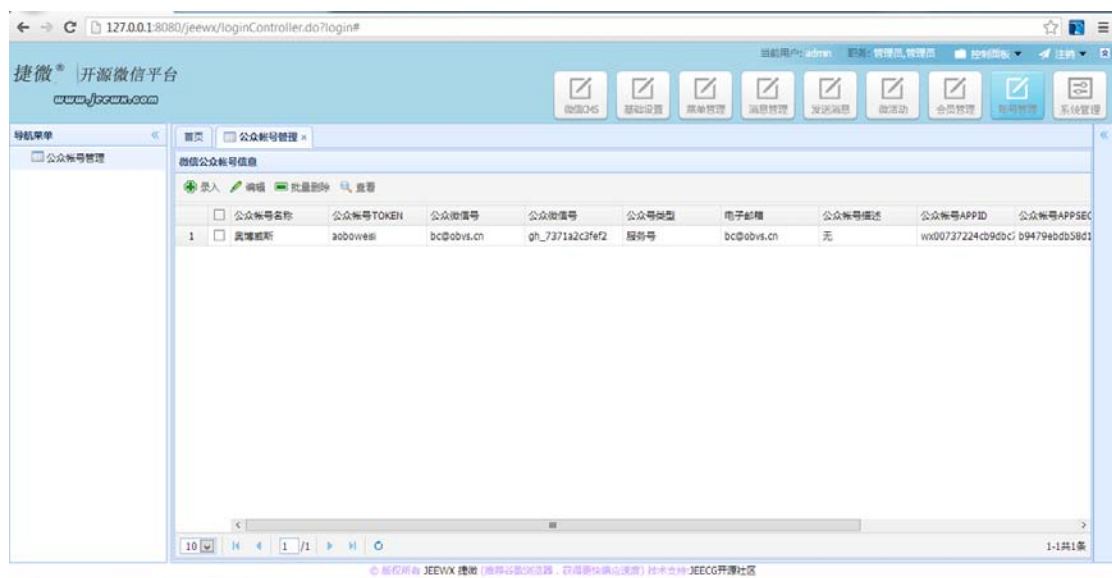 127.0.0.1:8080/jeewx/loginController.do?login#
当前用户: admin 职务: 管理员,管理员 控制面板 注销
捷微® 开源微信平台
www.jeewx.com
微信CMS 基础设置 菜单管理 消息管理 发送消息 微活动 会员管理 账号管理 系统管理
导航菜单
首页 公众帐号管理
公众帐号管理
微信公众帐号信息
录入 编辑 批量删除 查看
公众帐号名称 公众帐号TOKEN 公众微信号 公众微信号 公众号类型 电子邮箱 公众帐号描述 公众帐号APPID 公众帐号APPSEC
1 奥博威斯 aoboweisi bc@obvs.cn gh_7371a2c3fef2 服务号 bc@obvs.cn 无 wx00737224cb9dbc b9479ebdb58d1
10 1 /1 1-1共1条
© 版权所有 JEEWX 捷微 (推荐谷歌浏览器，获得更快响应速度) 技术支持 JEECG开源社区